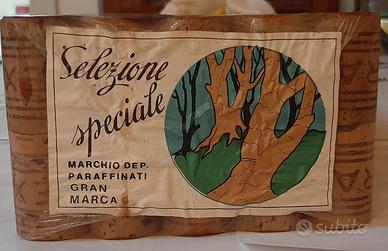 Selezione
speciale
MARCHIO DEP.
PARAFFINATI
GRAN
MARCA
subito